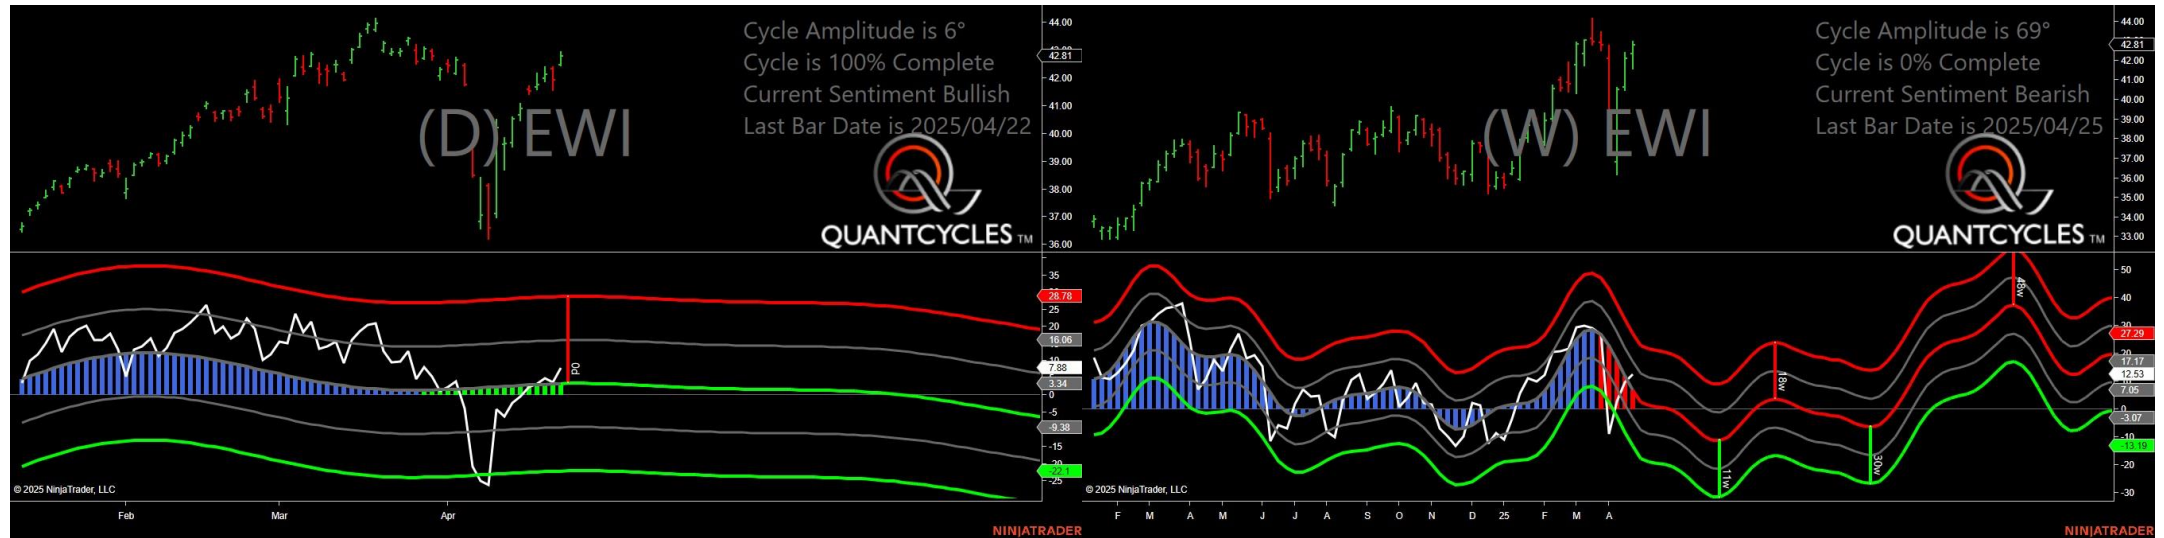 Cycle Amplitude is 6°
Cycle is 100% Complete
Current Sentiment Bullish
Last Bar Date is 2025/04/22
(D) EWI
QUANTCYCLES TM
44.00
42.81
42.00
41.00
40.00
39.00
38.00
37.00
36.00
35
28.78
25
20
16.06
7.88
3.34
0
-5
-9.38
-15
-22.1
-25
0d
© 2025 NinjaTrader, LLC
Feb Mar Apr
NINJATRADER
Cycle Amplitude is 69°
Cycle is 0% Complete
Current Sentiment Bearish
Last Bar Date is 2025/04/25
(W) EWI
QUANTCYCLES TM
44.00
42.81
42.00
41.00
40.00
39.00
38.00
37.00
36.00
35.00
34.00
33.00
50
40
27.29
17.17
12.53
7.05
0
-3.07
-13.19
-20
-30
11w
18w
30w
48w
© 2025 NinjaTrader, LLC
F M A M J J A S O N D 25 F M A
NINJATRADER